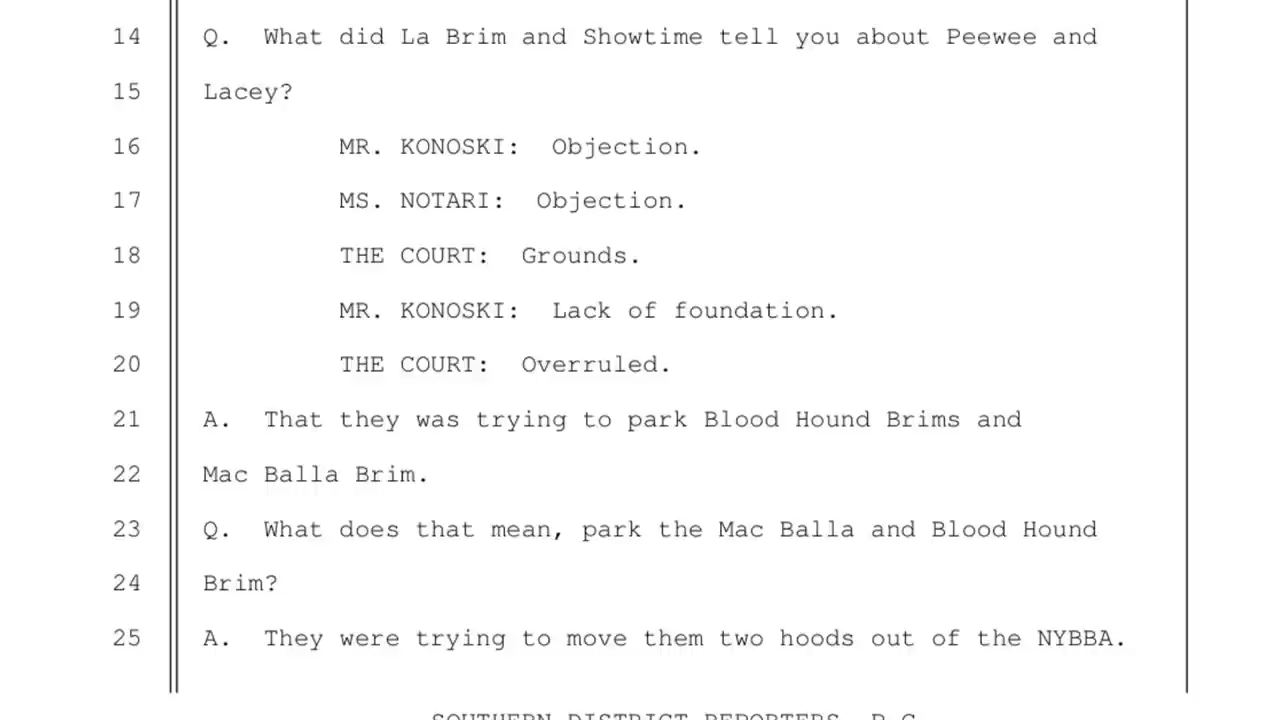 14 Q. What did La Brim and Showtime tell you about Peewee and
15 Lacey?
16 MR. KONOSKI: Objection.
17 MS. NOTARI: Objection.
18 THE COURT: Grounds.
19 MR. KONOSKI: Lack of foundation.
20 THE COURT: Overruled.
21 A. That they was trying to park Blood Hound Brims and
22 Mac Balla Brim.
23 Q. What does that mean, park the Mac Balla and Blood Hound
24 Brim?
25 A. They were trying to move them two hoods out of the NYBBA.
SOUTHERN DISTRICT REPORTERS, P.C.